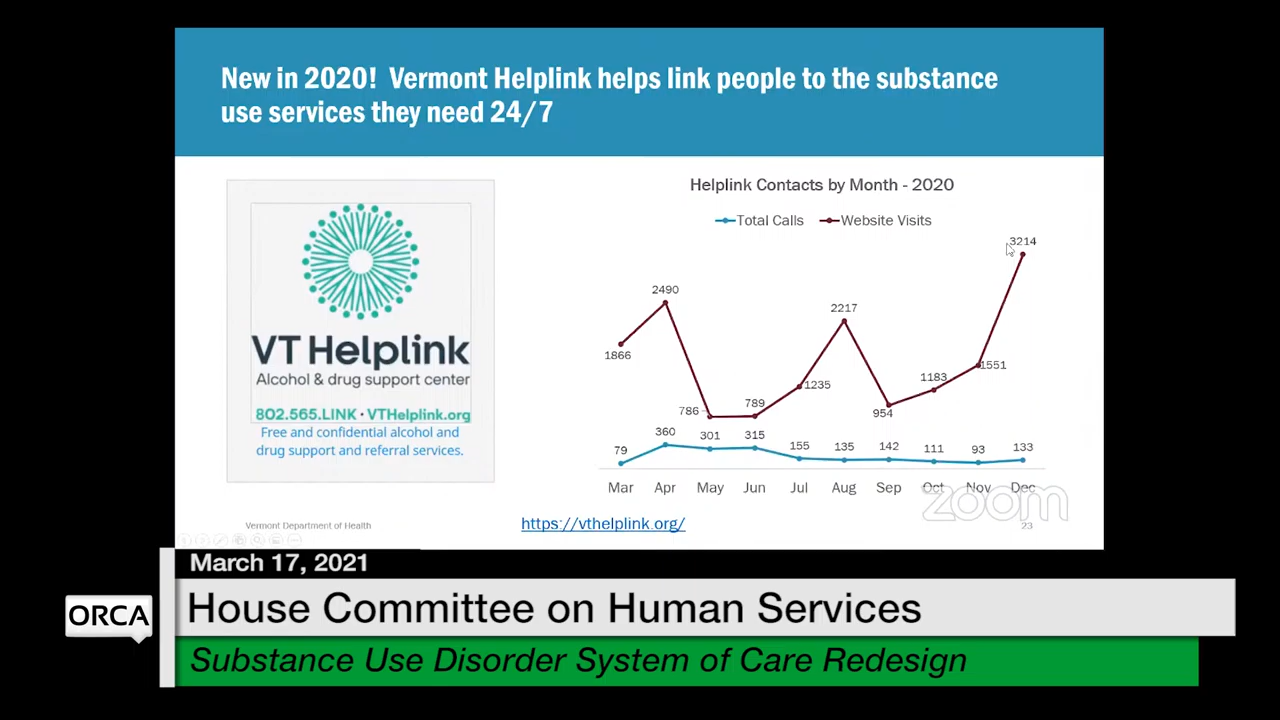 New in 2020!  Vermont Helplink helps link people to the substance
use services they need 24/7
VT Helplink
Alcohol & drug support center
802.565.LINK · VTHelplink.org
Free and confidential alcohol and
drug support and referral services.
Helplink Contacts by Month - 2020
Total Calls Website Visits
3214
2490
2217
1866
1551
1235
1183
786
789
954
79 360 301 315 155 135 142 111 93 133
Mar Apr May Jun Jul Aug Sep Oct Nov Dec
zoom
Vermont Department of Health
https://vthelplink.org/
23
March 17, 2021
ORCA
House Committee on Human Services
Substance Use Disorder System of Care Redesign